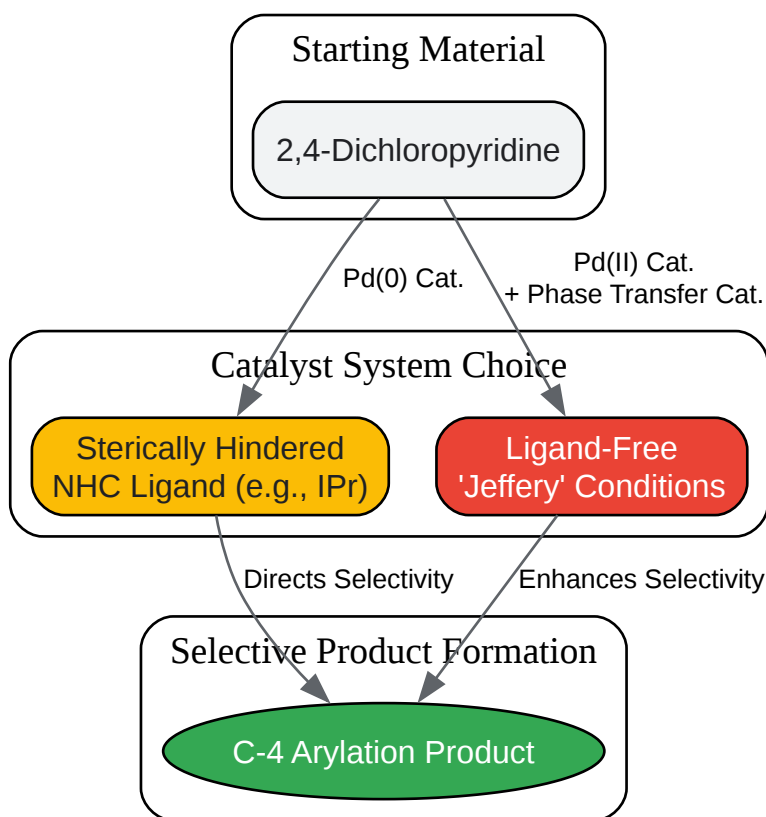 Starting Material
2,4-Dichloropyridine
Pd(0) Cat.
Pd(II) Cat.
+ Phase Transfer Cat.
Catalyst System Choice
Sterically Hindered
NHC Ligand (e.g., IPr)
Ligand-Free
'Jeffery' Conditions
Directs Selectivity
Enhances Selectivity
Selective Product Formation
C-4 Arylation Product